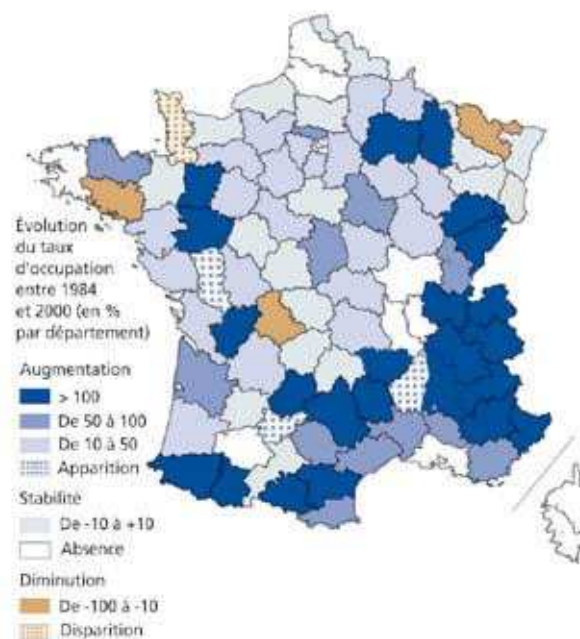 Évolution
du taux
d'occupation
entre 1984
et 2000 (en %
par département)
Augmentation
> 100
De 50 à 100
De 10 à 50
Apparition
Stabilité
De -10 à +10
Absence
Diminution
De -100 à -10
Disparition